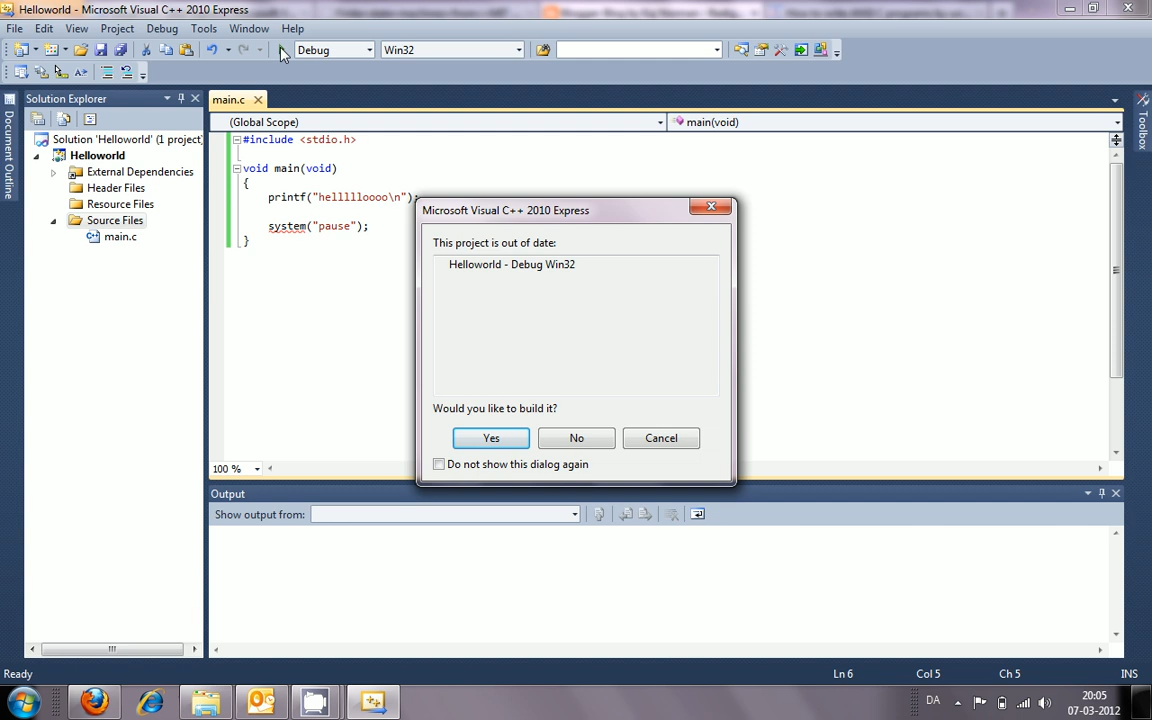 Helloworld - Microsoft Visual C++ 2010 Express
File Edit View Project Debug Tools Window Help
Debug Win32
Solution Explorer
Solution 'Helloworld' (1 project)
Helloworld
External Dependencies
Header Files
Resource Files
Source Files
main.c
Document Outline
main.c
(Global Scope) main(void)
#include <stdio.h>
void main(void)
{
printf("hellllloooo\n");
system("pause");
}
100 %
Toolbox
Microsoft Visual C++ 2010 Express
This project is out of date:
Helloworld - Debug Win32
Would you like to build it?
Yes No Cancel
Do not show this dialog again
Output
Show output from:
Ready Ln 6 Col 5 Ch 5 INS
DA 20:05
07-03-2012